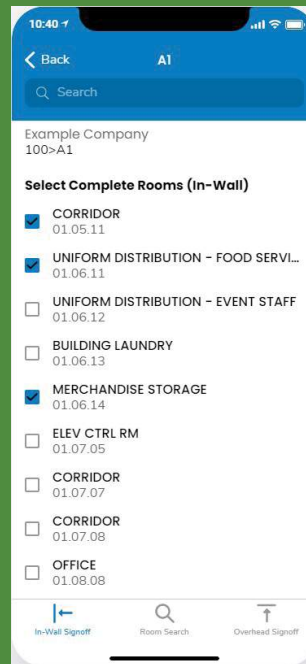 10:40
Back
A1
Search
Example Company
100>A1
Select Complete Rooms (In-Wall)
CORRIDOR
01.05.11
UNIFORM DISTRIBUTION - FOOD SERVI...
01.06.11
UNIFORM DISTRIBUTION - EVENT STAFF
01.06.12
BUILDING LAUNDRY
01.06.13
MERCHANDISE STORAGE
01.06.14
ELEV CTRL RM
01.07.05
CORRIDOR
01.07.07
CORRIDOR
01.07.08
OFFICE
01.08.08
In-Wall Signoff
Room Search
Overhead Signoff